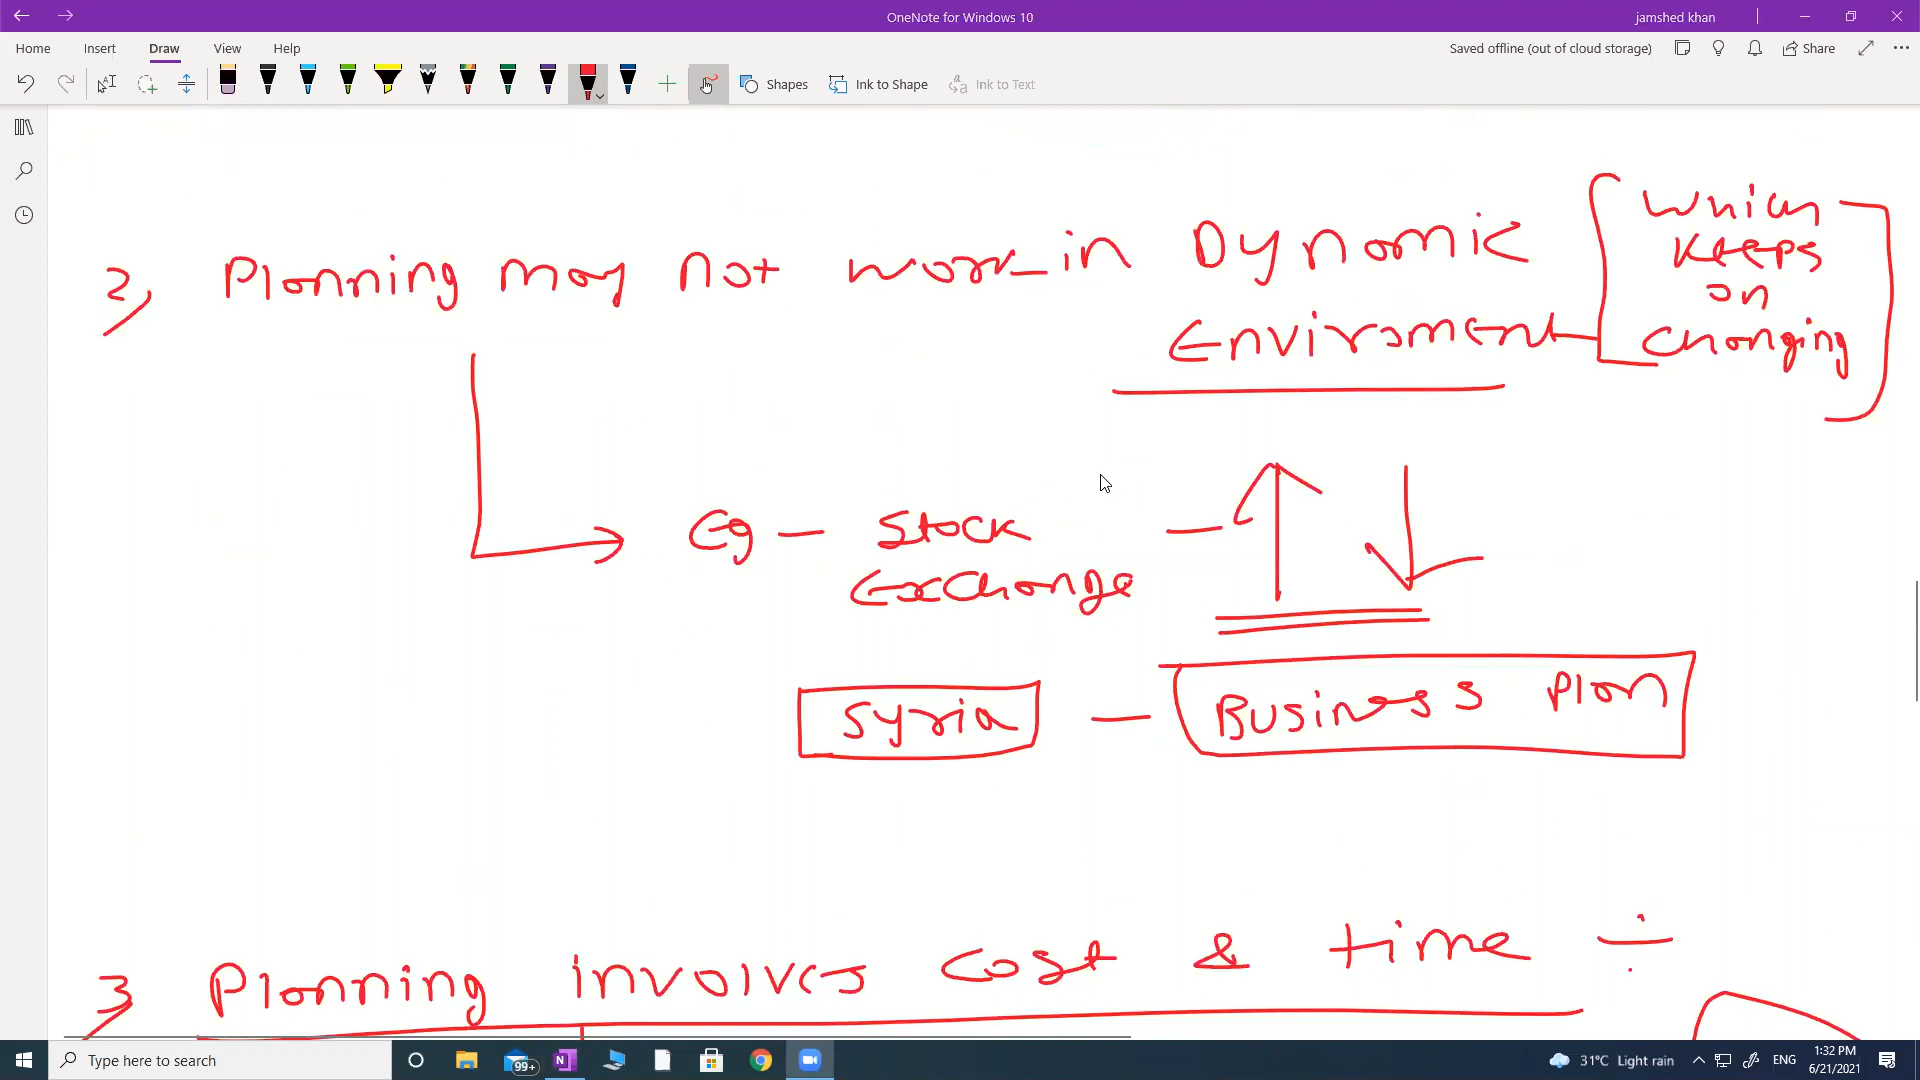 OneNote for Windows 10
jamshed khan
Home Insert Draw View Help
Saved offline (out of cloud storage)
Share
Shapes
Ink to Shape
Ink to Text
2, Planning may not work in Dynamic [which
keeps
on
Enviroment changing]
Eg - Stock
Exchange
Syria - Business Plan
3 Planning involves cost & time ÷
Type here to search
99+
31°C Light rain
ENG
1:32 PM
6/21/2021